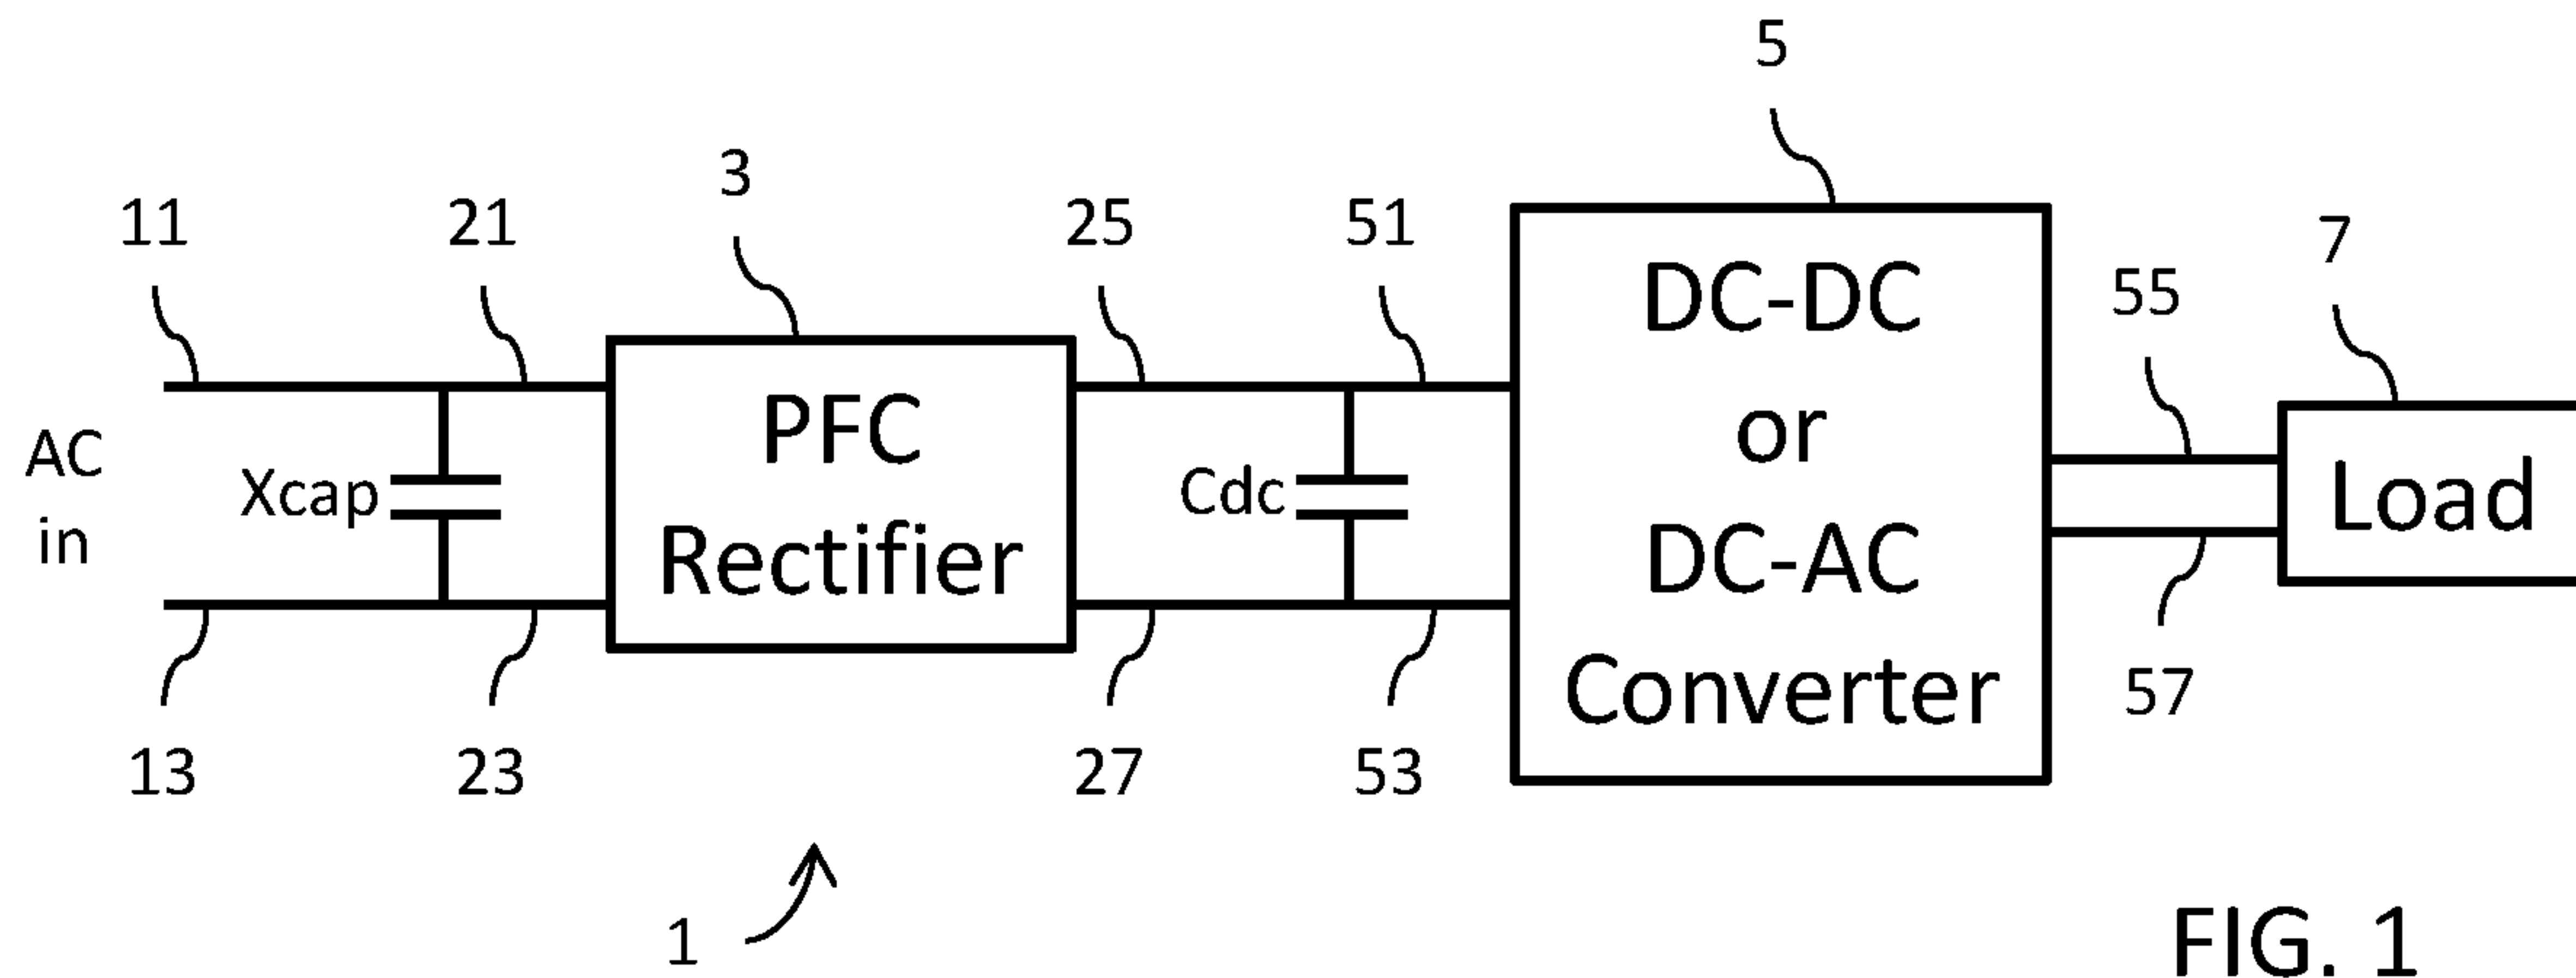 5
3
7
11
21
25
51
55
AC
in
Xcap
PFC
Rectifier
Cdc
DC-DC
or
DC-AC
Converter
Load
13
23
27
53
57
1
FIG. 1